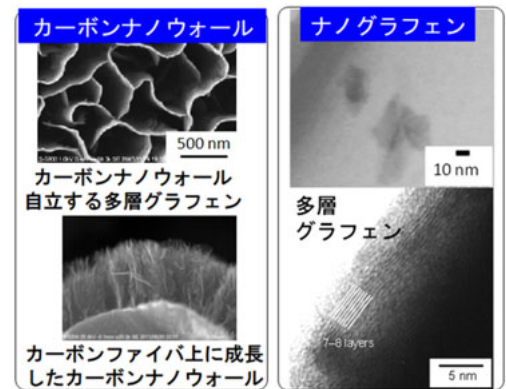 カーボンナノウォール
500 nm
カーボンナノウォール
自立する多層グラフェン
カーボンファイバ上に成長
したカーボンナノウォール
ナノグラフェン
10 nm
多層
グラフェン
7–8 layers
5 nm